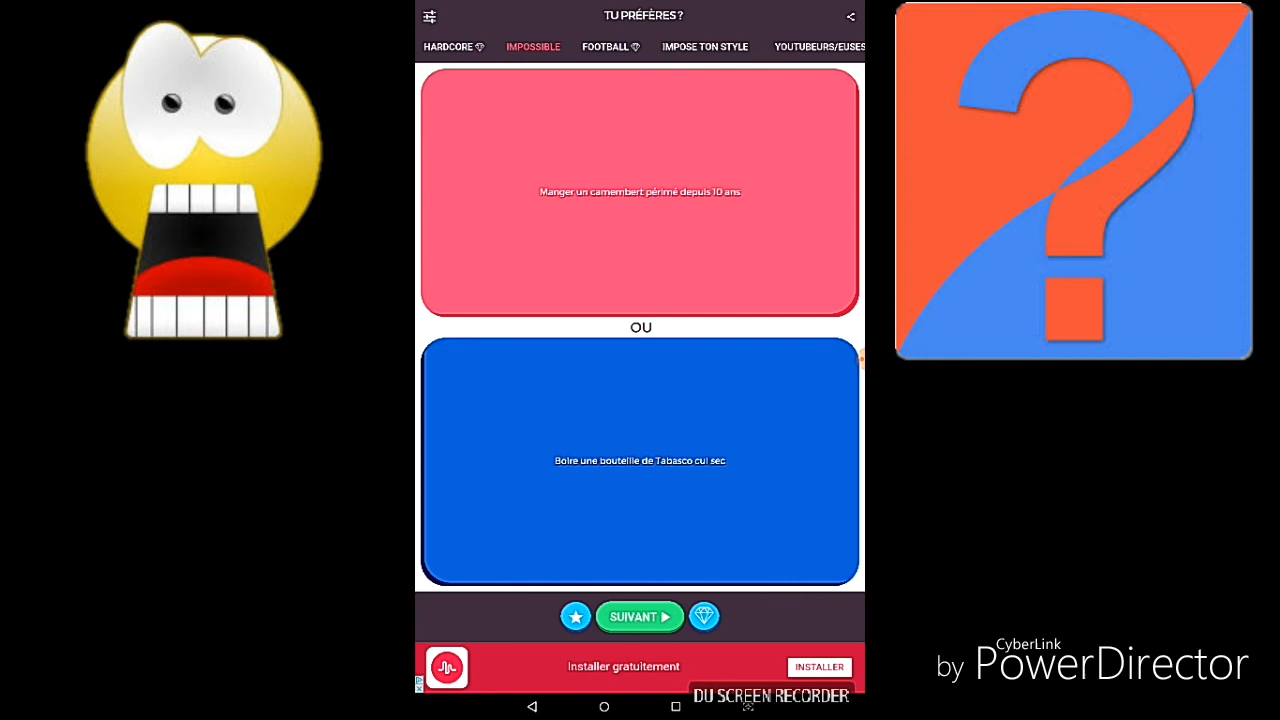 TU PRÉFÈRES ?
HARDCORE IMPOSSIBLE FOOTBALL IMPOSE TON STYLE YOUTUBEURS/EUSES
Manger un camembert périmé depuis 10 ans
OU
Boire une bouteille de Tabasco cul sec
SUIVANT
Installer gratuitement
INSTALLER
DU SCREEN RECORDER
CyberLink
by PowerDirector